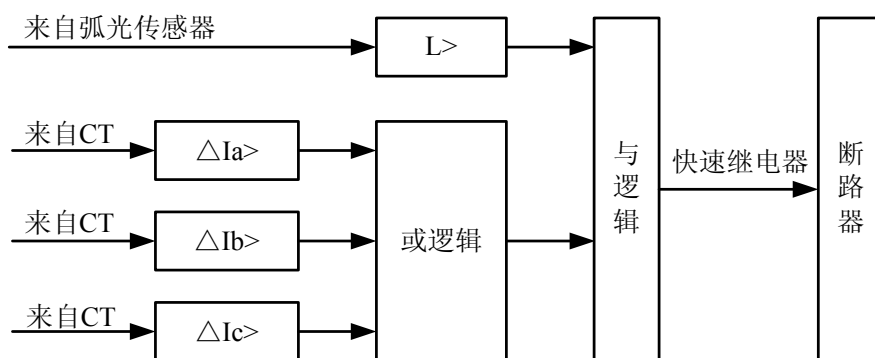 来自弧光传感器
L>
来自CT
△Ia>
来自CT
△Ib>
来自CT
△Ic>
或逻辑
与逻辑
快速继电器
断路器